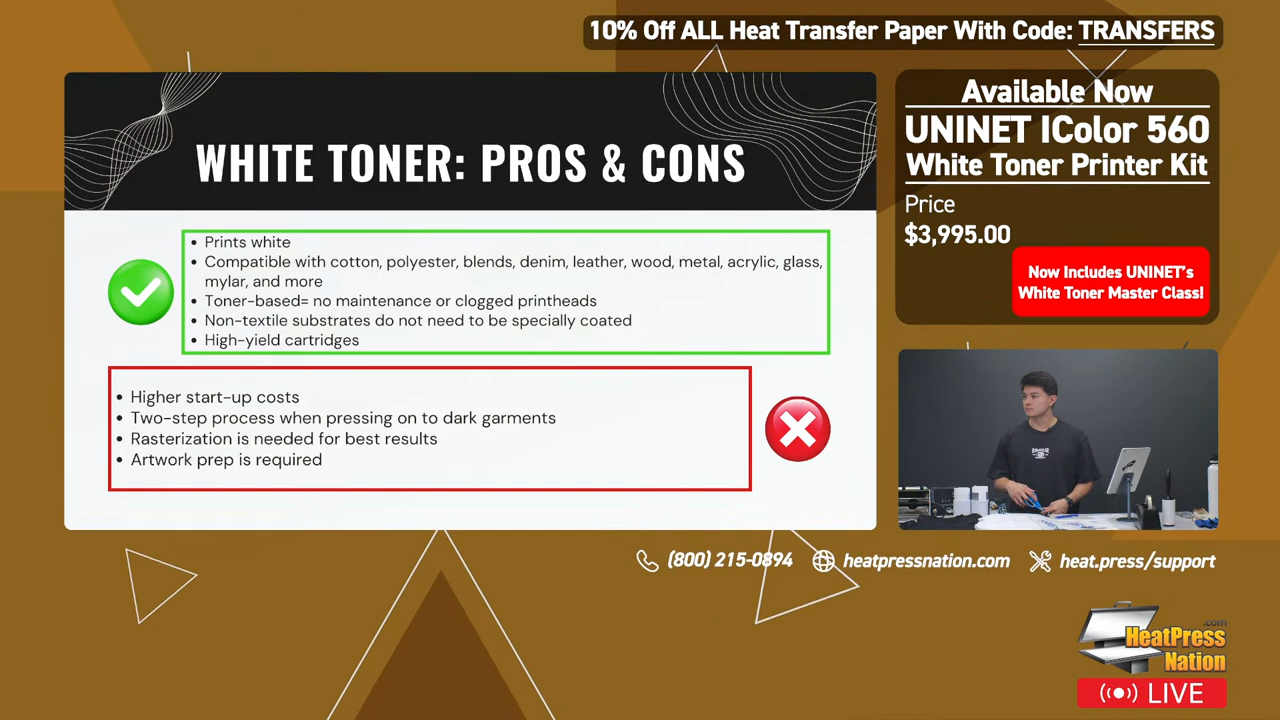 10% Off ALL Heat Transfer Paper With Code: TRANSFERS
WHITE TONER: PROS & CONS
• Prints white
• Compatible with cotton, polyester, blends, denim, leather, wood, metal, acrylic, glass,
mylar, and more
• Toner-based= no maintenance or clogged printheads
• Non-textile substrates do not need to be specially coated
• High-yield cartridges
• Higher start-up costs
• Two-step process when pressing on to dark garments
• Rasterization is needed for best results
• Artwork prep is required
Available Now
UNINET IColor 560
White Toner Printer Kit
Price
$3,995.00
Now Includes UNINET's
White Toner Master Class!
(800) 215-0894
heatpressnation.com
heat.press/support
.com
HeatPress
Nation
LIVE